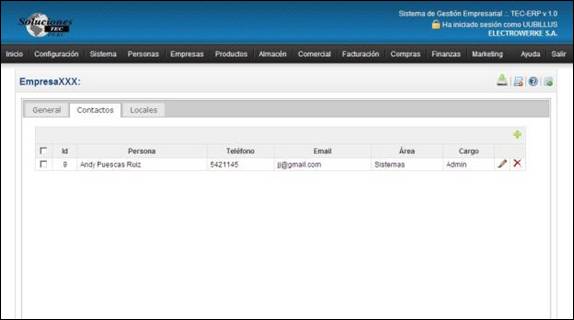 Soluciones
TEC
PERU
Sistema de Gestión Empresarial .:. TEC-ERP v 1.0
Ha iniciado sesión como UUBILLUS
ELECTROWERKE S.A.
Inicio Configuración Sistema Personas Empresas Productos Almacén Comercial Facturación Compras Finanzas Marketing Ayuda Salir
EmpresaXXX:
General Contactos Locales
Id Persona Teléfono Email Área Cargo
9 Andy Puescas Ruiz 5421145 jj@gmail.com Sistemas Admin